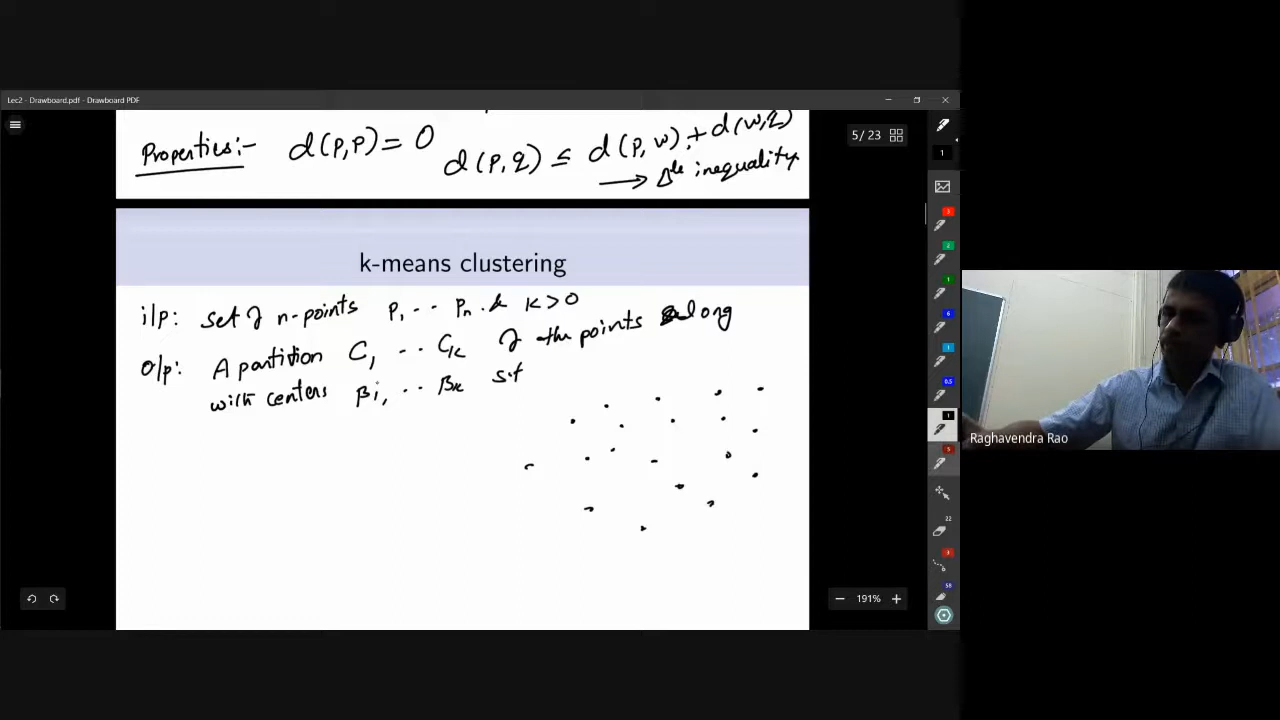 Lec2 - Drawboard.pdf - Drawboard PDF
5 / 23
Properties:- d(p,p) = 0
d(p,q) ≤ d(p,w) + d(w,q)
→ Δle inequality
k-means clustering
i/p: set of n-points P1 .. Pn & K>0
o/p: A partition C1, .. Ck of the points along
with centers β1, .. βk s.t
Raghavendra Rao
191%